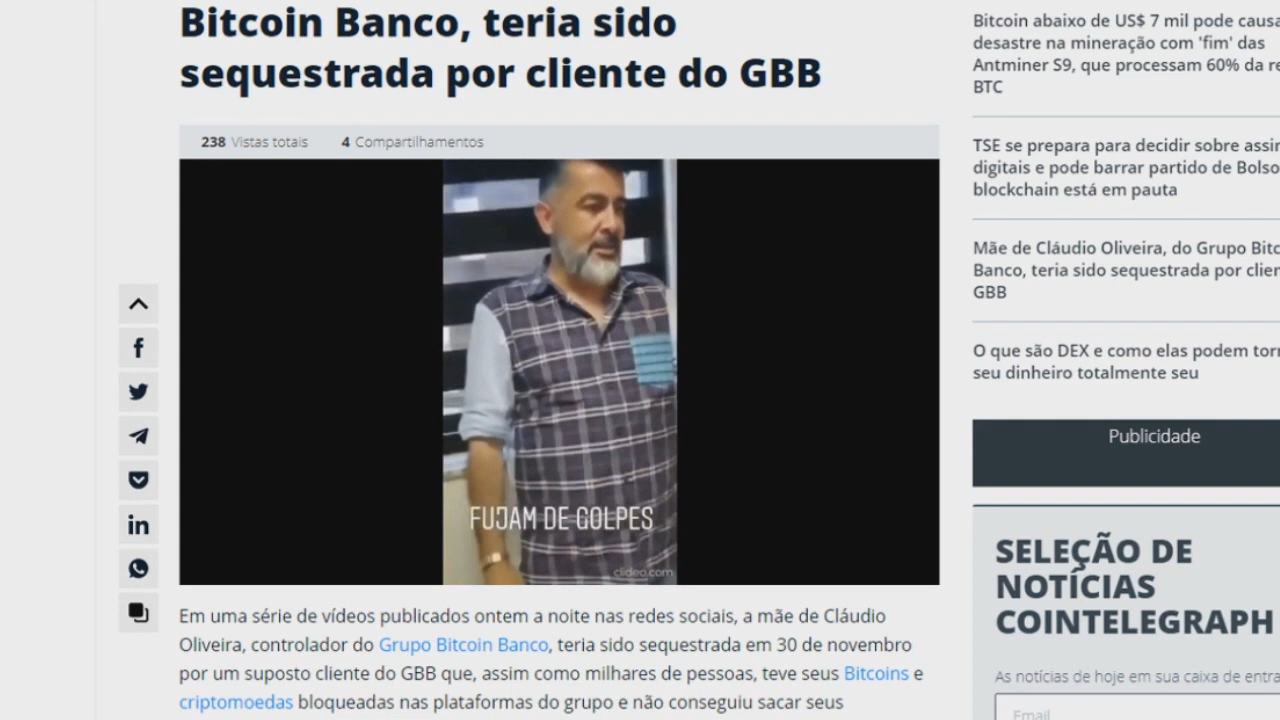 Bitcoin Banco, teria sido
sequestrada por cliente do GBB
238 Vistas totais
4 Compartilhamentos
FUJAM DE GOLPES
clideo.com
Em uma série de vídeos publicados ontem a noite nas redes sociais, a mãe de Cláudio
Oliveira, controlador do Grupo Bitcoin Banco, teria sido sequestrada em 30 de novembro
por um suposto cliente do GBB que, assim como milhares de pessoas, teve seus Bitcoins e
criptomoedas bloqueadas nas plataformas do grupo e não conseguiu sacar seus
Bitcoin abaixo de US$ 7 mil pode causa
desastre na mineração com 'fim' das
Antminer S9, que processam 60% da re
BTC
TSE se prepara para decidir sobre assin
digitais e pode barrar partido de Bolso
blockchain está em pauta
Mãe de Cláudio Oliveira, do Grupo Bitc
Banco, teria sido sequestrada por clien
GBB
O que são DEX e como elas podem torn
seu dinheiro totalmente seu
Publicidade
SELEÇÃO DE
NOTÍCIAS
COINTELEGRAPH
As notícias de hoje em sua caixa de entra
Email